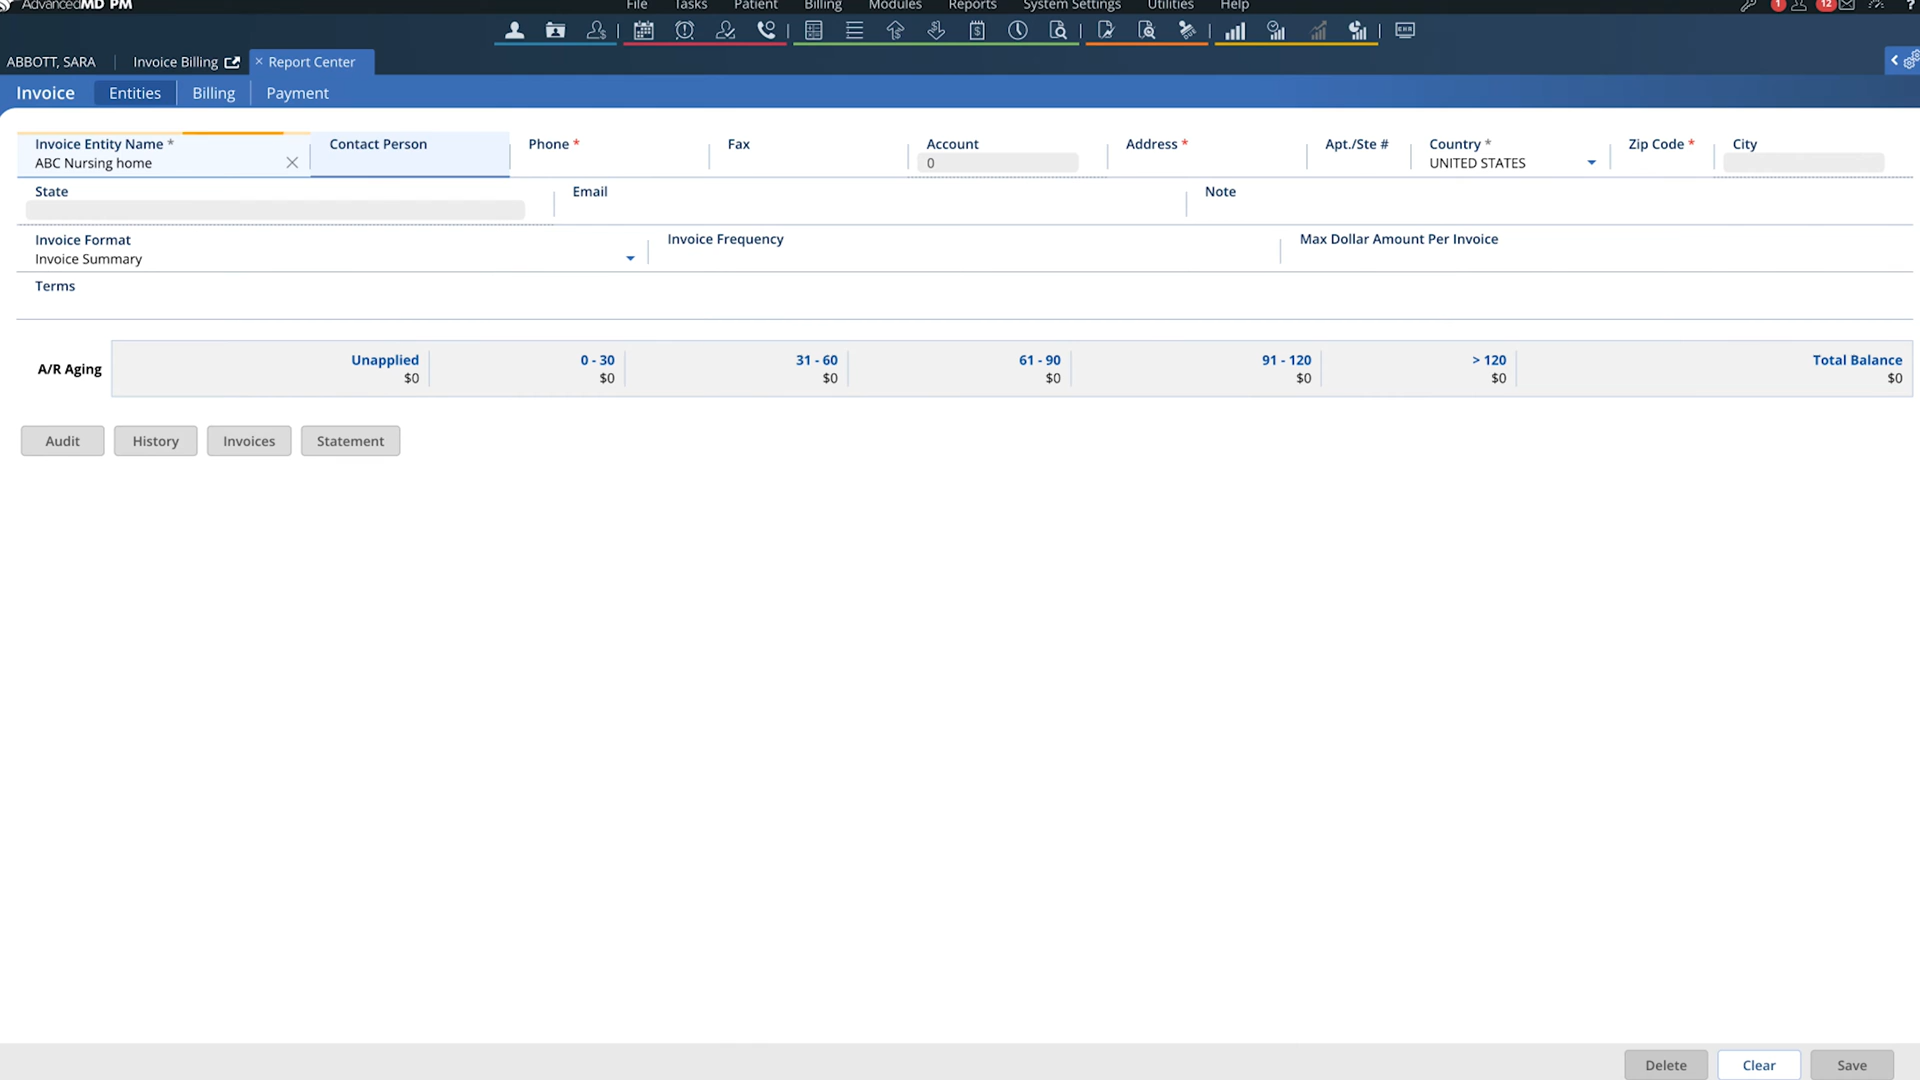 AdvancedMD PM File Tasks Patient Billing Modules Reports System Settings Utilities Help 1 12 ?
EHR
ABBOTT, SARA Invoice Billing × Report Center
Invoice Entities Billing Payment
Invoice Entity Name * Contact Person Phone * Fax Account Address * Apt./Ste # Country * Zip Code * City
ABC Nursing home 0 UNITED STATES
State Email Note
Invoice Format Invoice Frequency Max Dollar Amount Per Invoice
Invoice Summary
Terms
Unapplied 0 - 30 31 - 60 61 - 90 91 - 120 > 120 Total Balance
A/R Aging
$0 $0 $0 $0 $0 $0 $0
Audit History Invoices Statement
Delete Clear Save